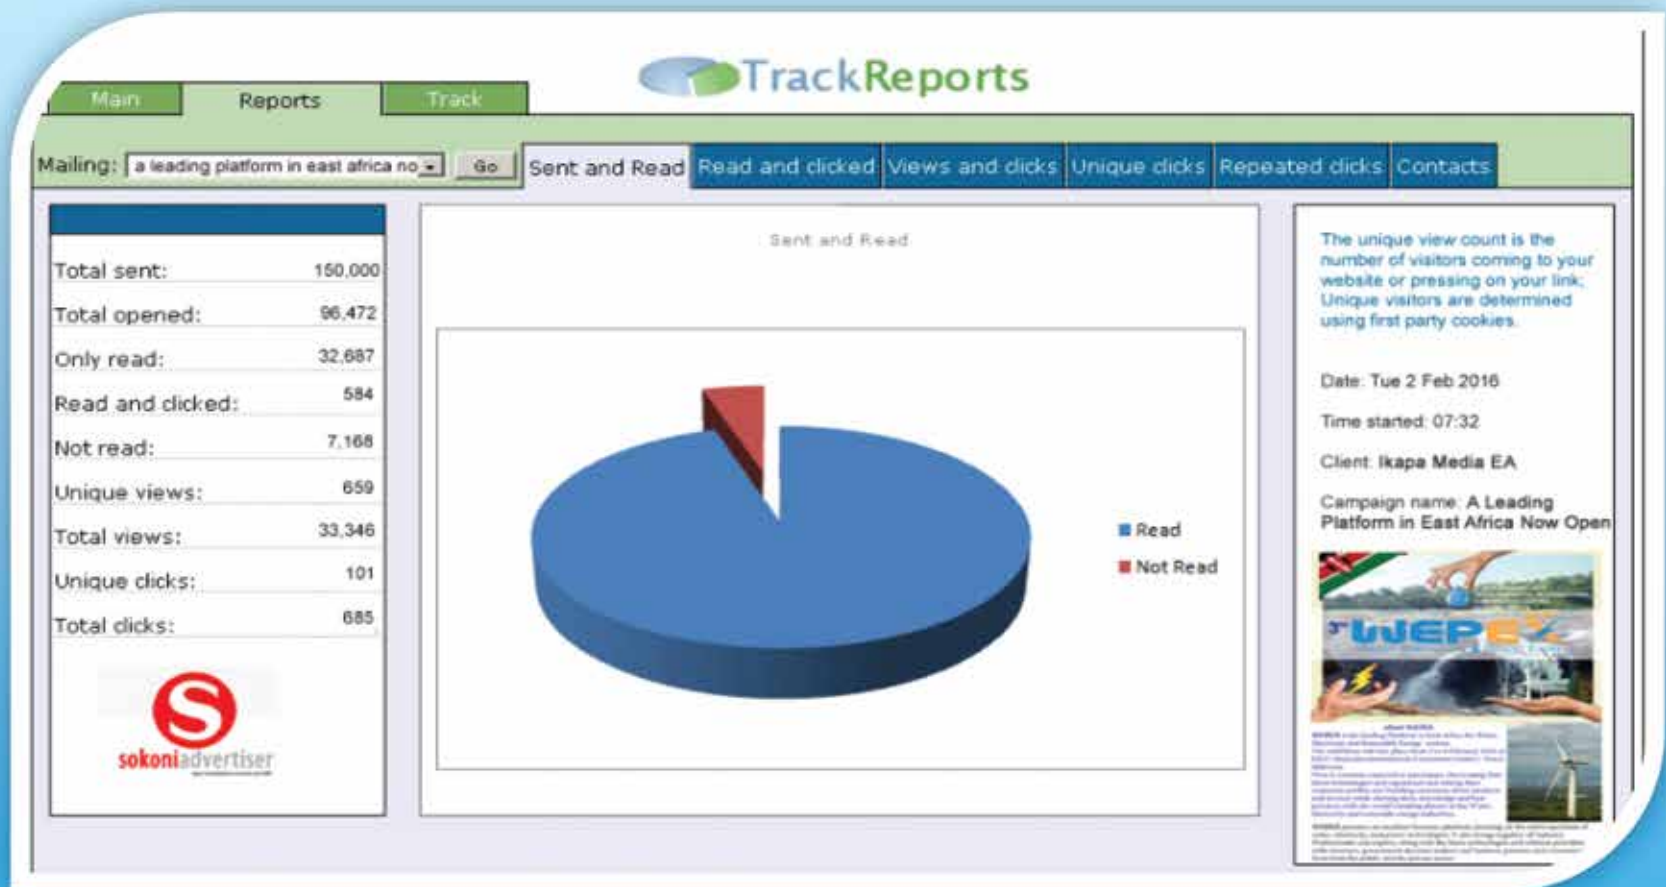 TrackReports
Main
Reports
Track
Mailing:
a leading platform in east africa no
Go
Sent and Read
Read and clicked
Views and clicks
Unique clicks
Repeated clicks
Contacts
Total sent: 150,000
Total opened: 96,472
Only read: 32,687
Read and clicked: 584
Not read: 7,168
Unique views: 659
Total views: 33,346
Unique clicks: 101
Total clicks: 685
S
sokoniadvertiser
Sent and Read
Read
Not Read
The unique view count is the
number of visitors coming to your
website or pressing on your link;
Unique visitors are determined
using first party cookies.
Date: Tue 2 Feb 2016
Time started: 07:32
Client: Ikapa Media EA
Campaign name: A Leading
Platform in East Africa Now Open
3rd WEPEX